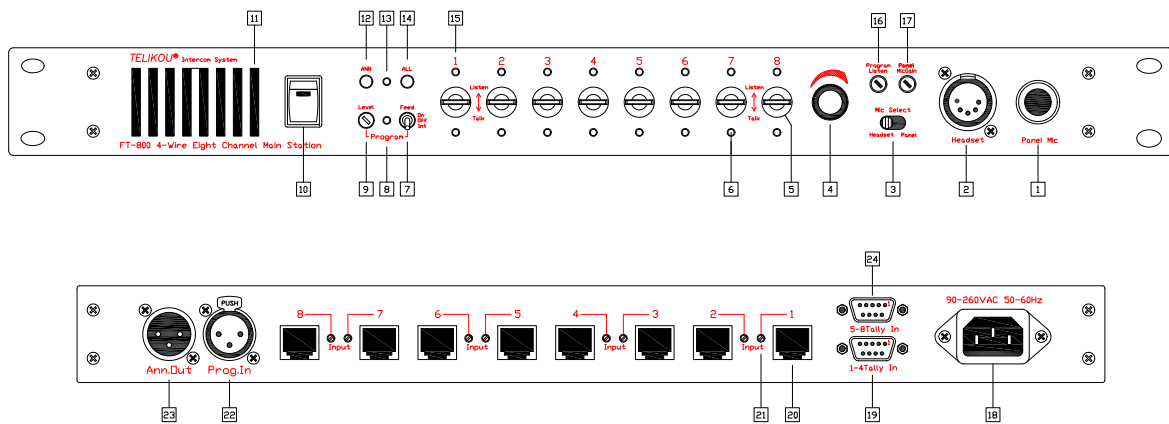 11 12 13 14 15 16 17
TELIKOU® Intercom System
ANN ALL
1 2 3 4 5 6 7 8
Listen Listen
Talk Talk
Level Feed
On
OFF
Int
Program
FT-800 4-Wire Eight Channel Main Station
Program Listen
Panel MicGain
Mic Select
Headset Panel
Headset
Panel Mic
10 9 8 7 6 5 4 3 2 1
PUSH
8 7 6 5 4 3 2 1
Input Input Input Input
Ann.Out Prog.In
24
5-8Tally In
1-4Tally In
90-260VAC 50-60Hz
23 22 21 20 19 18